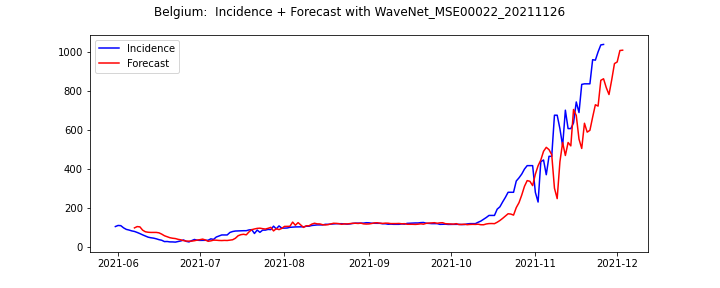 Belgium:  Incidence + Forecast with WaveNet_MSE00022_20211126
Incidence
Forecast
1000
800
600
400
200
0
2021-06 2021-07 2021-08 2021-09 2021-10 2021-11 2021-12